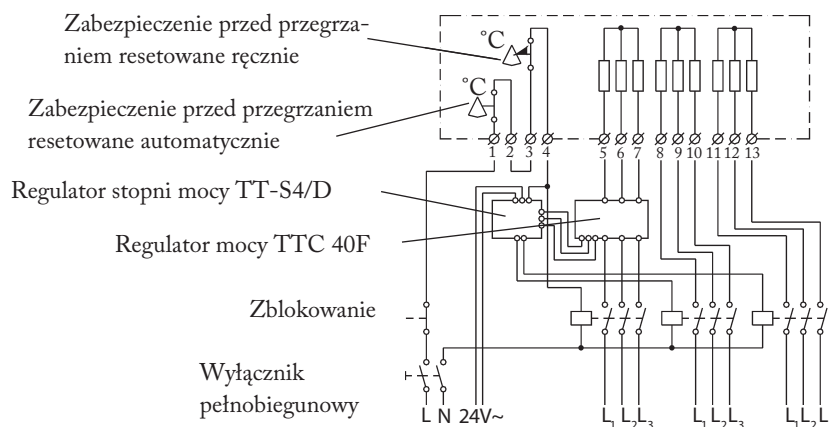 Zabezpieczenie przed przegrza-
niem resetowane ręcznie
°C
°C
Zabezpieczenie przed przegrzaniem
resetowane automatycznie
1 2 3 4 5 6 7 8 9 10 11 12 13
Regulator stopni mocy TT-S4/D
Regulator mocy TTC 40F
Zblokowanie
Wyłącznik
pełnobiegunowy
L N 24V~ L1 L2 L3 L1 L2 L3 L1 L2 L